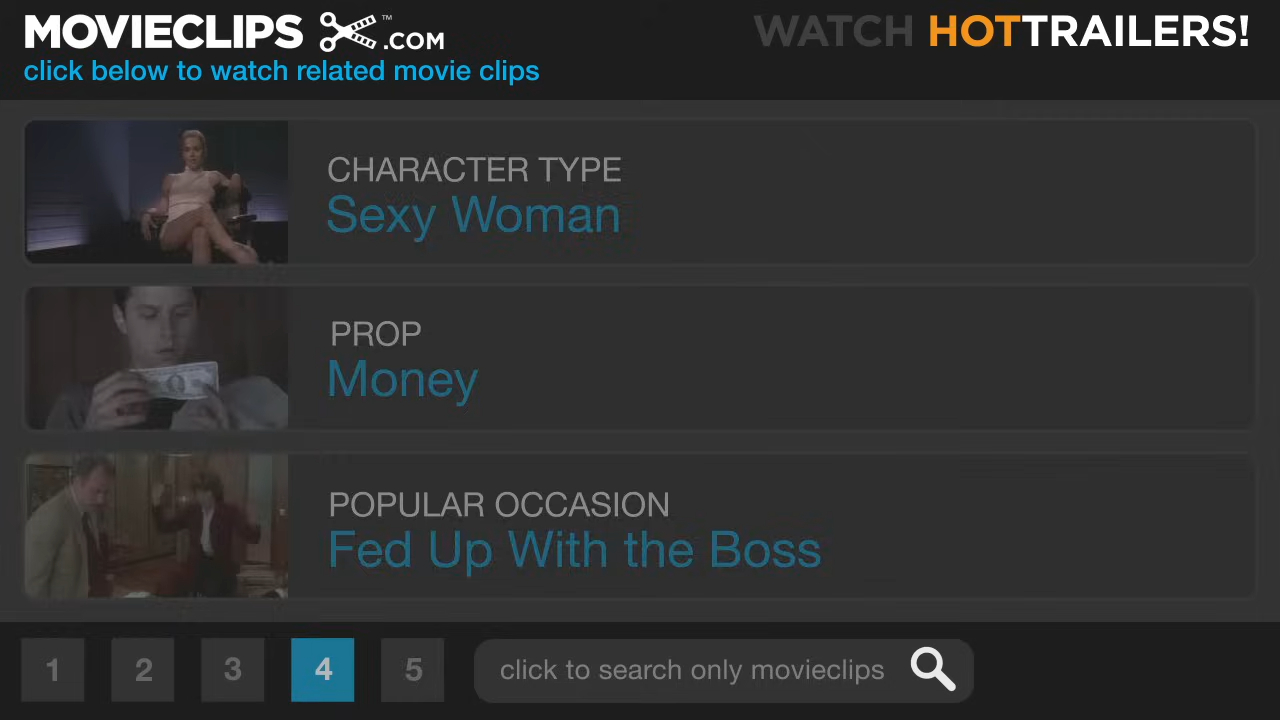 MOVIECLIPS™.COM
WATCH HOTTRAILERS!
click below to watch related movie clips
CHARACTER TYPE
Sexy Woman
PROP
Money
POPULAR OCCASION
Fed Up With the Boss
1 2 3 4 5 click to search only movieclips